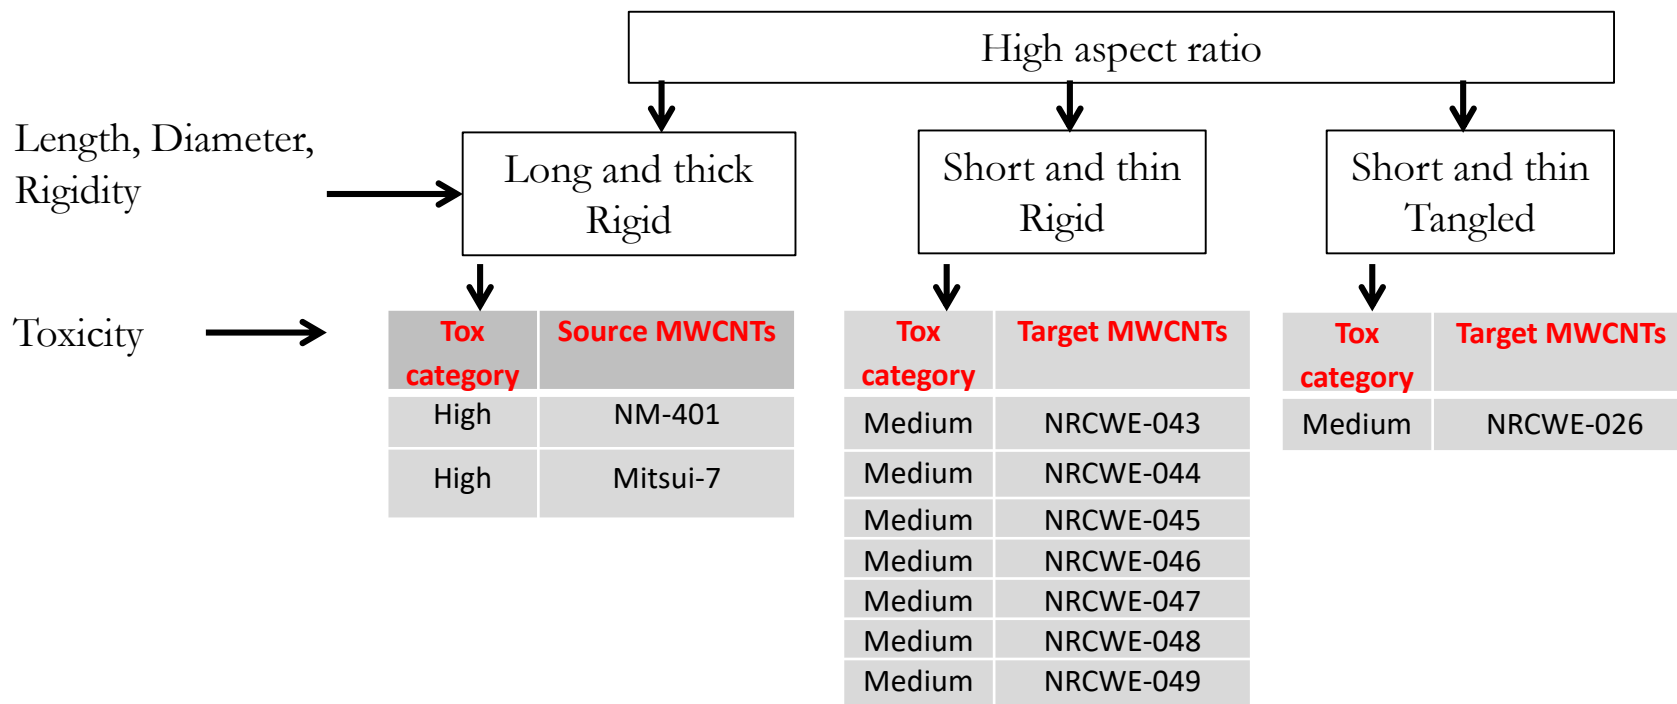 High aspect ratio
Length, Diameter,
Rigidity
Long and thick
Rigid
Short and thin
Rigid
Short and thin
Tangled
Toxicity
Tox
category
Source MWCNTs
High
NM-401
High
Mitsui-7
Tox
category
Target MWCNTs
Medium
NRCWE-043
Medium
NRCWE-044
Medium
NRCWE-045
Medium
NRCWE-046
Medium
NRCWE-047
Medium
NRCWE-048
Medium
NRCWE-049
Tox
category
Target MWCNTs
Medium
NRCWE-026